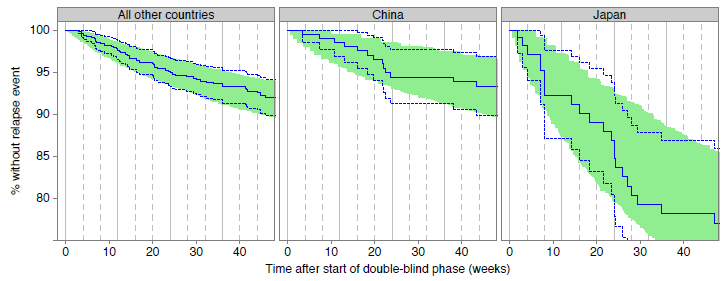 All other countries China Japan
% without relapse event
100
95
90
85
80
0 10 20 30 40 0 10 20 30 40 0 10 20 30 40
Time after start of double-blind phase (weeks)